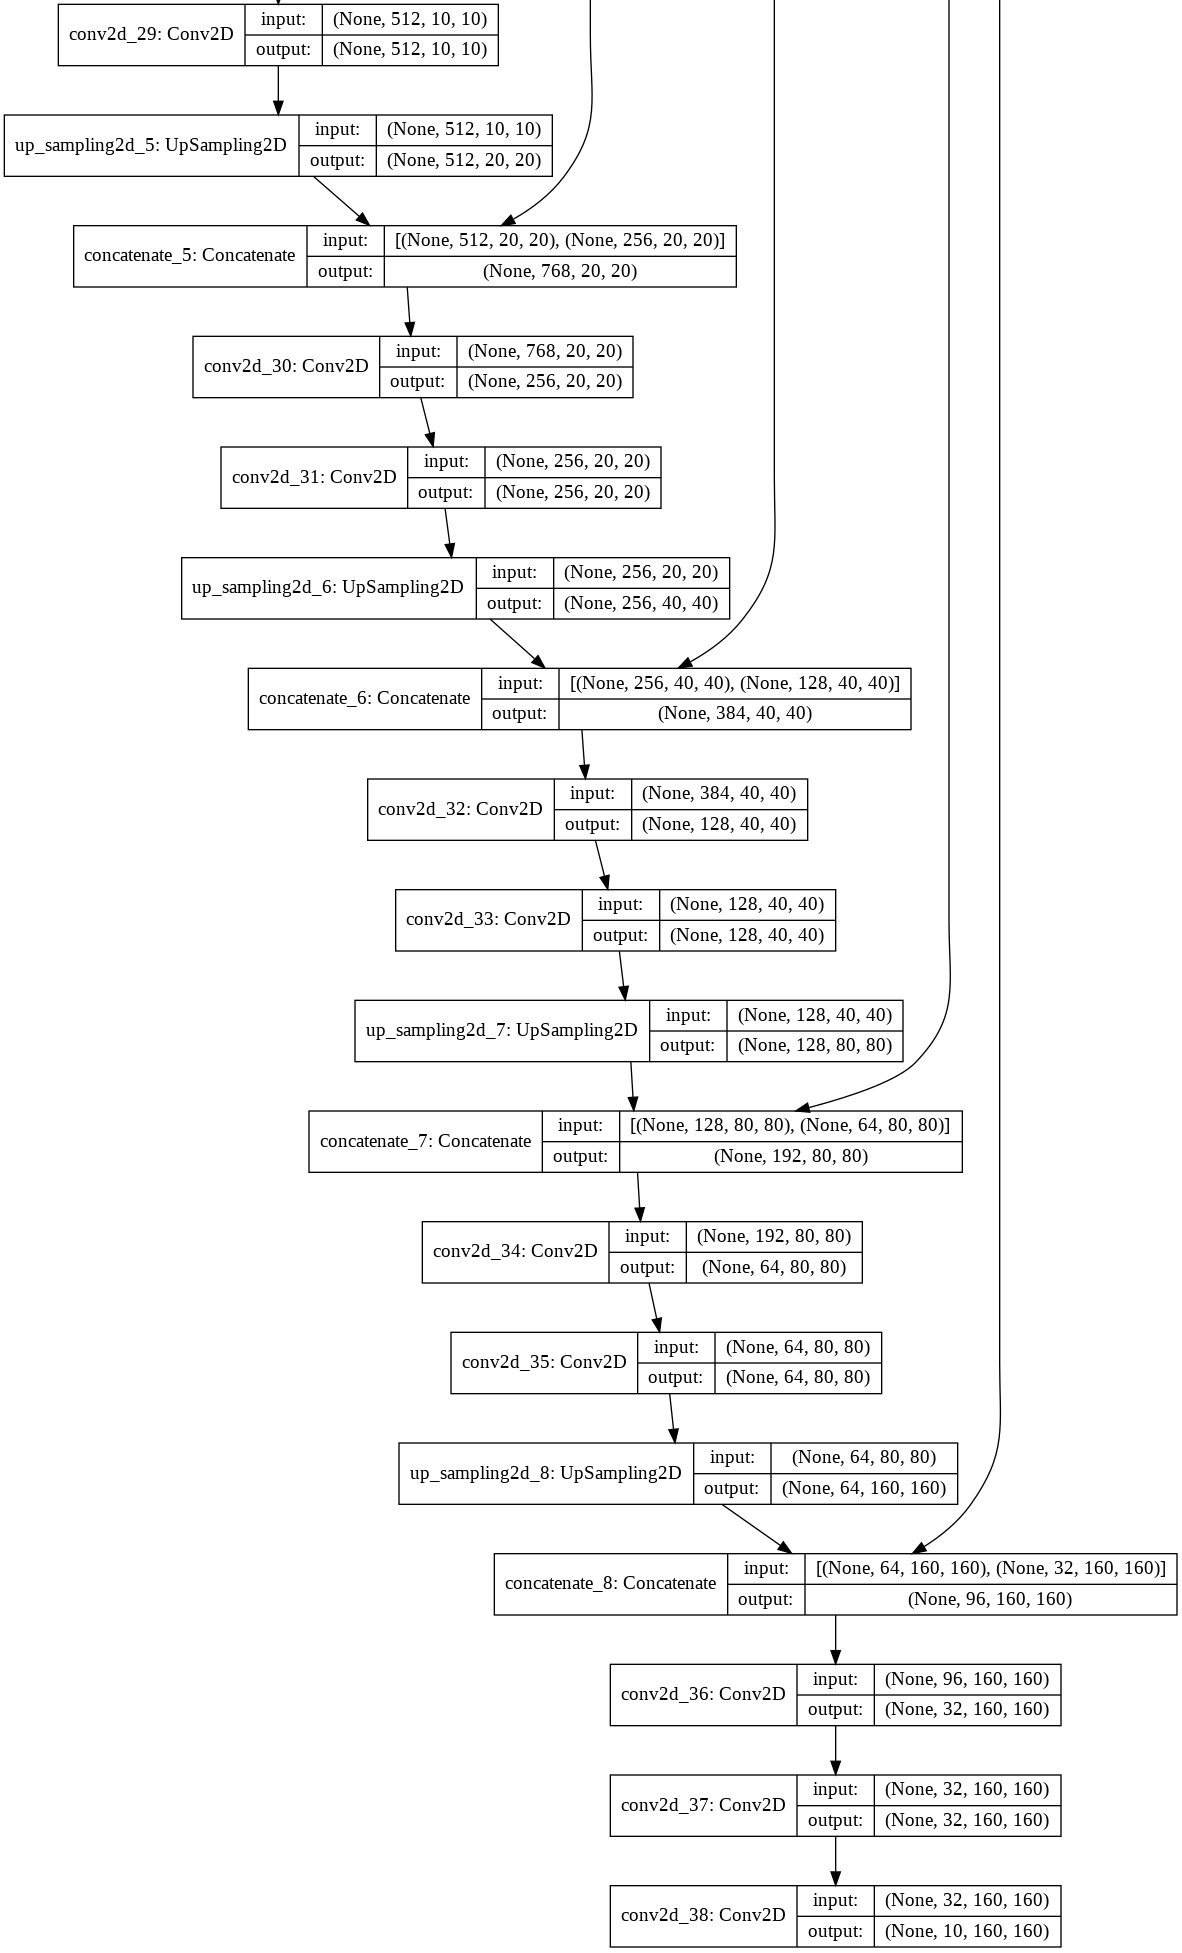 conv2d_29: Conv2D
input: (None, 512, 10, 10)
output: (None, 512, 10, 10)
up_sampling2d_5: UpSampling2D
input: (None, 512, 10, 10)
output: (None, 512, 20, 20)
concatenate_5: Concatenate
input: [(None, 512, 20, 20), (None, 256, 20, 20)]
output: (None, 768, 20, 20)
conv2d_30: Conv2D
input: (None, 768, 20, 20)
output: (None, 256, 20, 20)
conv2d_31: Conv2D
input: (None, 256, 20, 20)
output: (None, 256, 20, 20)
up_sampling2d_6: UpSampling2D
input: (None, 256, 20, 20)
output: (None, 256, 40, 40)
concatenate_6: Concatenate
input: [(None, 256, 40, 40), (None, 128, 40, 40)]
output: (None, 384, 40, 40)
conv2d_32: Conv2D
input: (None, 384, 40, 40)
output: (None, 128, 40, 40)
conv2d_33: Conv2D
input: (None, 128, 40, 40)
output: (None, 128, 40, 40)
up_sampling2d_7: UpSampling2D
input: (None, 128, 40, 40)
output: (None, 128, 80, 80)
concatenate_7: Concatenate
input: [(None, 128, 80, 80), (None, 64, 80, 80)]
output: (None, 192, 80, 80)
conv2d_34: Conv2D
input: (None, 192, 80, 80)
output: (None, 64, 80, 80)
conv2d_35: Conv2D
input: (None, 64, 80, 80)
output: (None, 64, 80, 80)
up_sampling2d_8: UpSampling2D
input: (None, 64, 80, 80)
output: (None, 64, 160, 160)
concatenate_8: Concatenate
input: [(None, 64, 160, 160), (None, 32, 160, 160)]
output: (None, 96, 160, 160)
conv2d_36: Conv2D
input: (None, 96, 160, 160)
output: (None, 32, 160, 160)
conv2d_37: Conv2D
input: (None, 32, 160, 160)
output: (None, 32, 160, 160)
conv2d_38: Conv2D
input: (None, 32, 160, 160)
output: (None, 10, 160, 160)